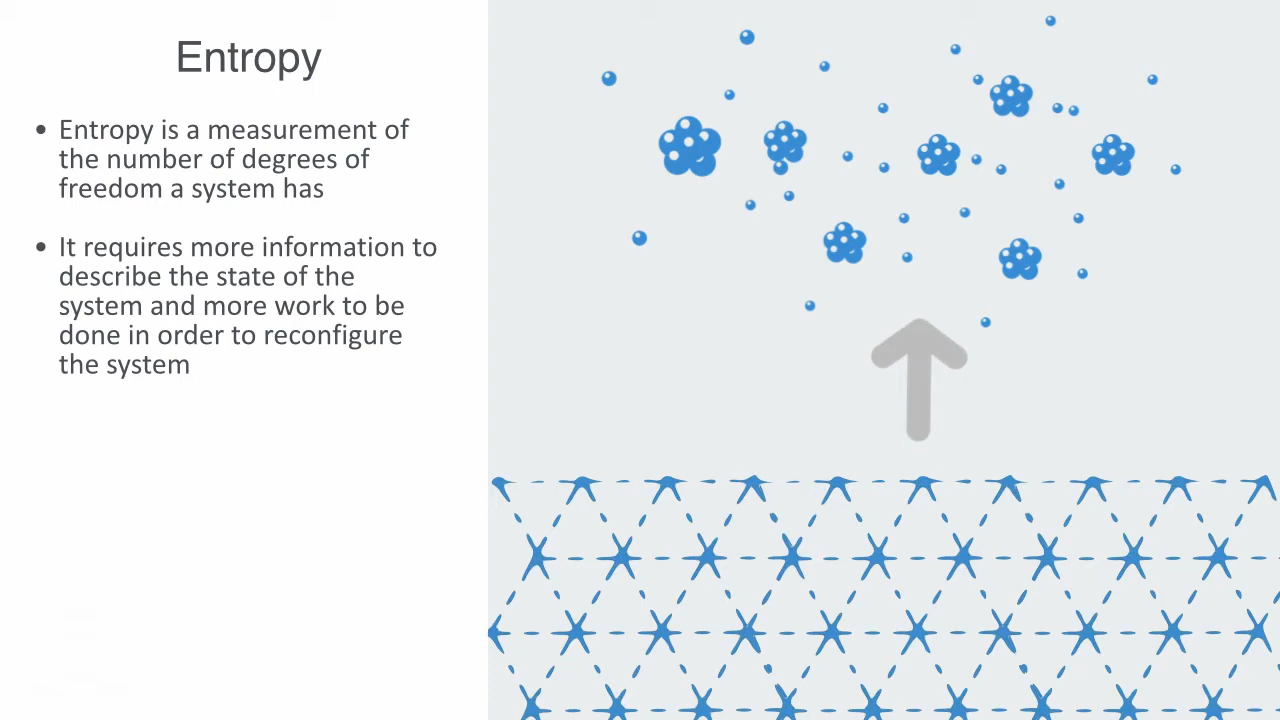 Entropy
• Entropy is a measurement of
the number of degrees of
freedom a system has
• It requires more information to
describe the state of the
system and more work to be
done in order to reconfigure
the system